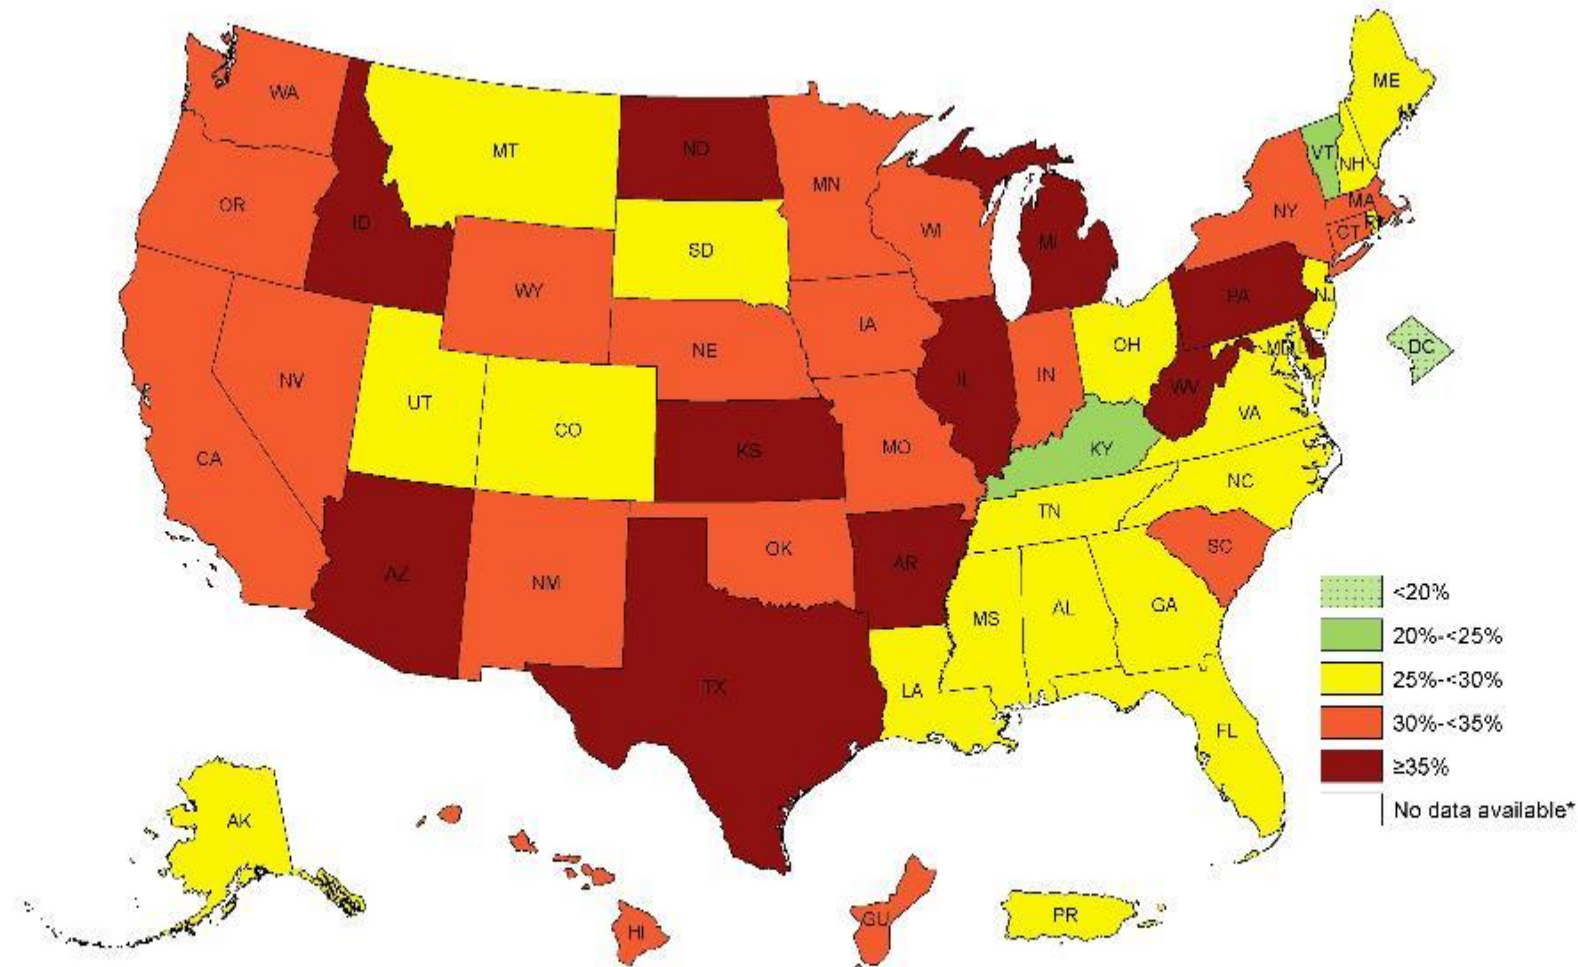 ME
WA
VT
NH
MT
ND
MN
OR
ID
SD
WI
MI
NY
MA
CT
WY
PA
NJ
IA
NE
OH
MD
DC
NV
UT
CO
IL
IN
WV
VA
CA
KS
MO
KY
NC
TN
AZ
NM
OK
AR
SC
MS
AL
GA
TX
LA
FL
<20%
20%-<25%
25%-<30%
30%-<35%
≥35%
No data available*
AK
HI
GU
PR